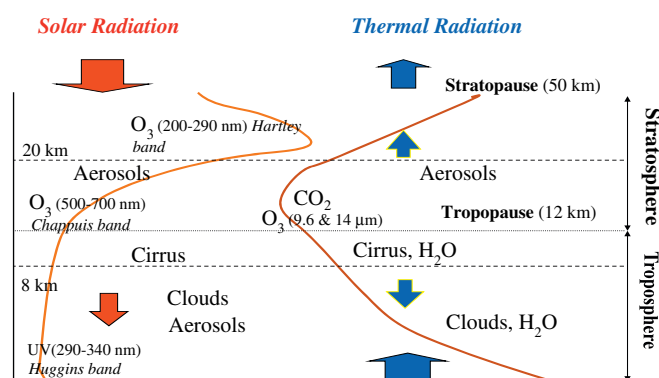 Solar Radiation
Thermal Radiation
Stratopause (50 km)
O3 (200-290 nm) Hartley
band
20 km
Aerosols
Aerosols
O3 (500-700 nm)
Chappuis band
CO2
O3 (9.6 & 14 µm)
Tropopause (12 km)
Stratosphere
Cirrus
Cirrus, H2O
8 km
Clouds
Aerosols
Clouds, H2O
UV(290-340 nm)
Huggins band
Troposphere